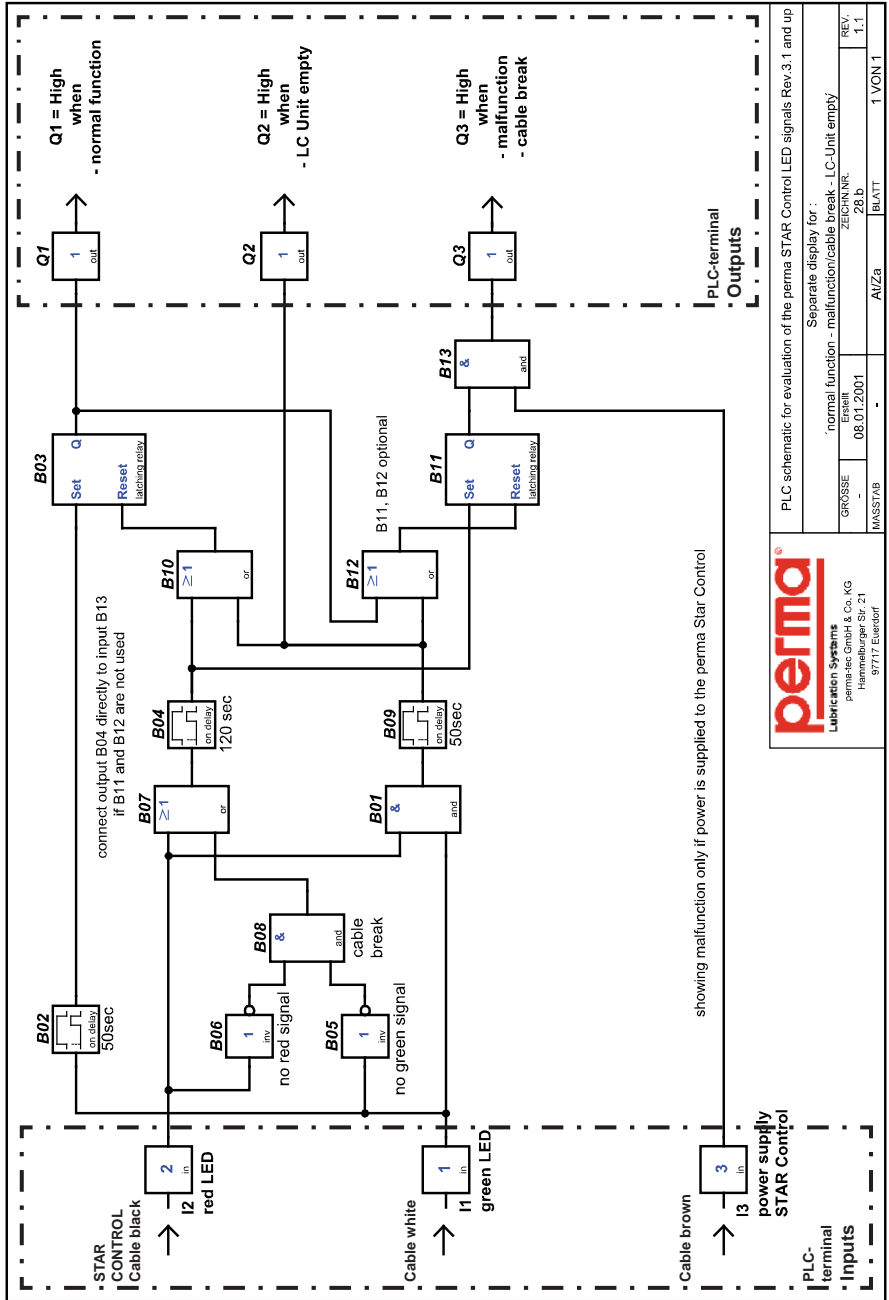 STAR
CONTROL
Cable black
2
in
I2
red LED
Cable white
1
in
I1
green LED
Cable brown
3
in
I3
power supply
STAR Control
PLC-
terminal
Inputs
B02
on delay
50sec
B06
1
inv
no red signal
B05
1
inv
no green signal
B08
&
and
cable
break
connect output B04 directly to input B13
if B11 and B12 are not used
B07
≥1
or
B01
&
and
B04
on delay
120 sec
B09
on delay
50sec
B10
≥1
or
B12
≥1
or
B11, B12 optional
B03
Set
Q
Reset
latching relay
B11
Set
Q
Reset
latching relay
B13
&
and
showing malfunction only if power is supplied to the perma Star Control
Q1
1
out
Q2
1
out
Q3
1
out
Q1 = High
when
- normal function
Q2 = High
when
- LC Unit empty
Q3 = High
when
- malfunction
- cable break
PLC-terminal
Outputs
perma®
Lubrication Systems
perma-tec GmbH & Co. KG
Hammelburger Str. 21
97717 Euerdorf
PLC schematic for evaluation of the perma STAR Control LED signals Rev.3.1 and up
Separate display for :
normal function - malfunction/cable break - LC-Unit empty
GRÖSSE
-
Erstellt
08.01.2001
ZEICHN.NR.
28.b
REV.
1.1
MASSTAB
-
At/Za
BLATT
1 VON 1